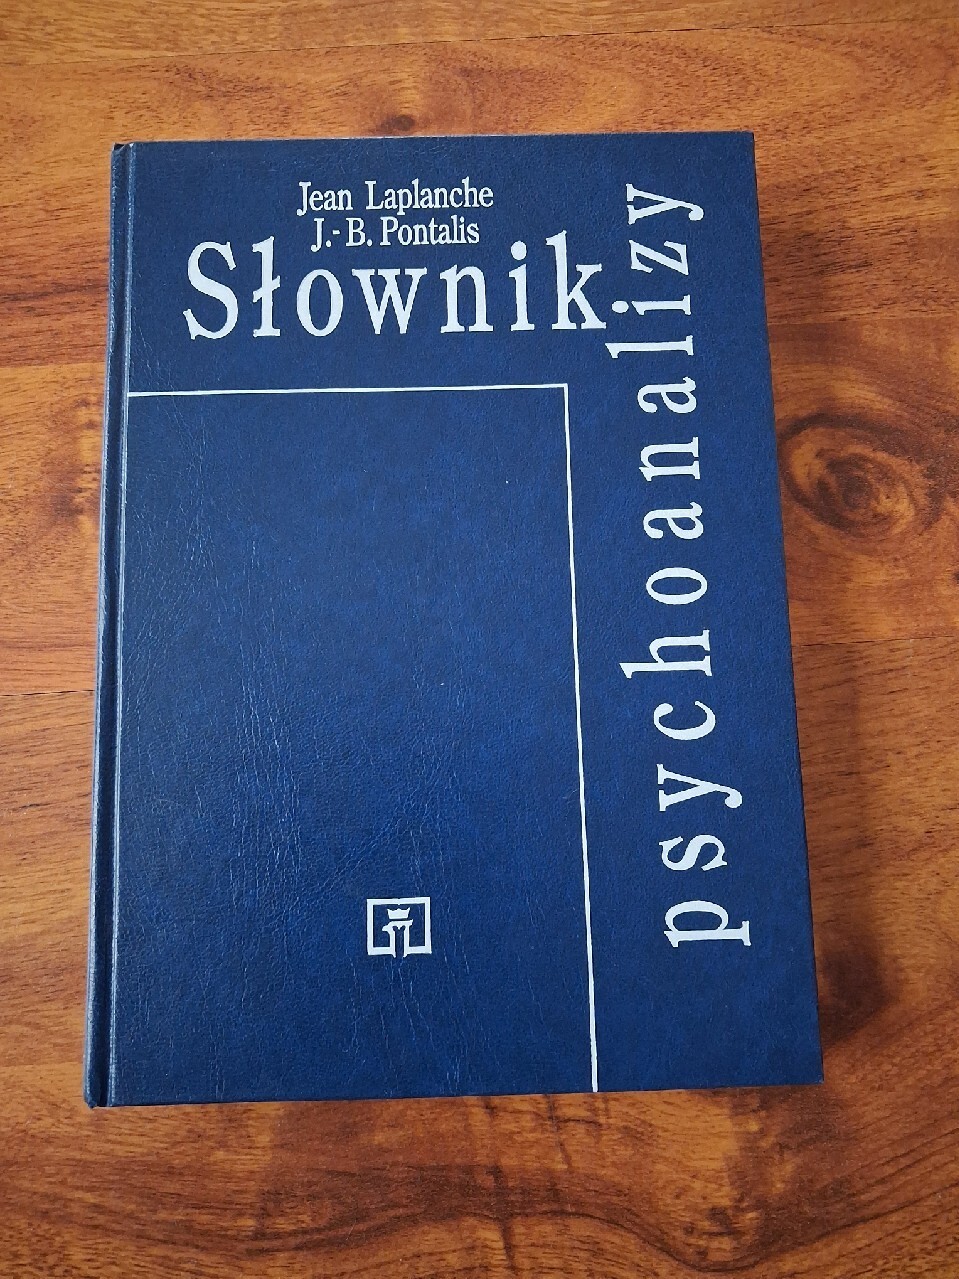 Jean Laplanche
J.-B. Pontalis
Słownik
psychoanalizy